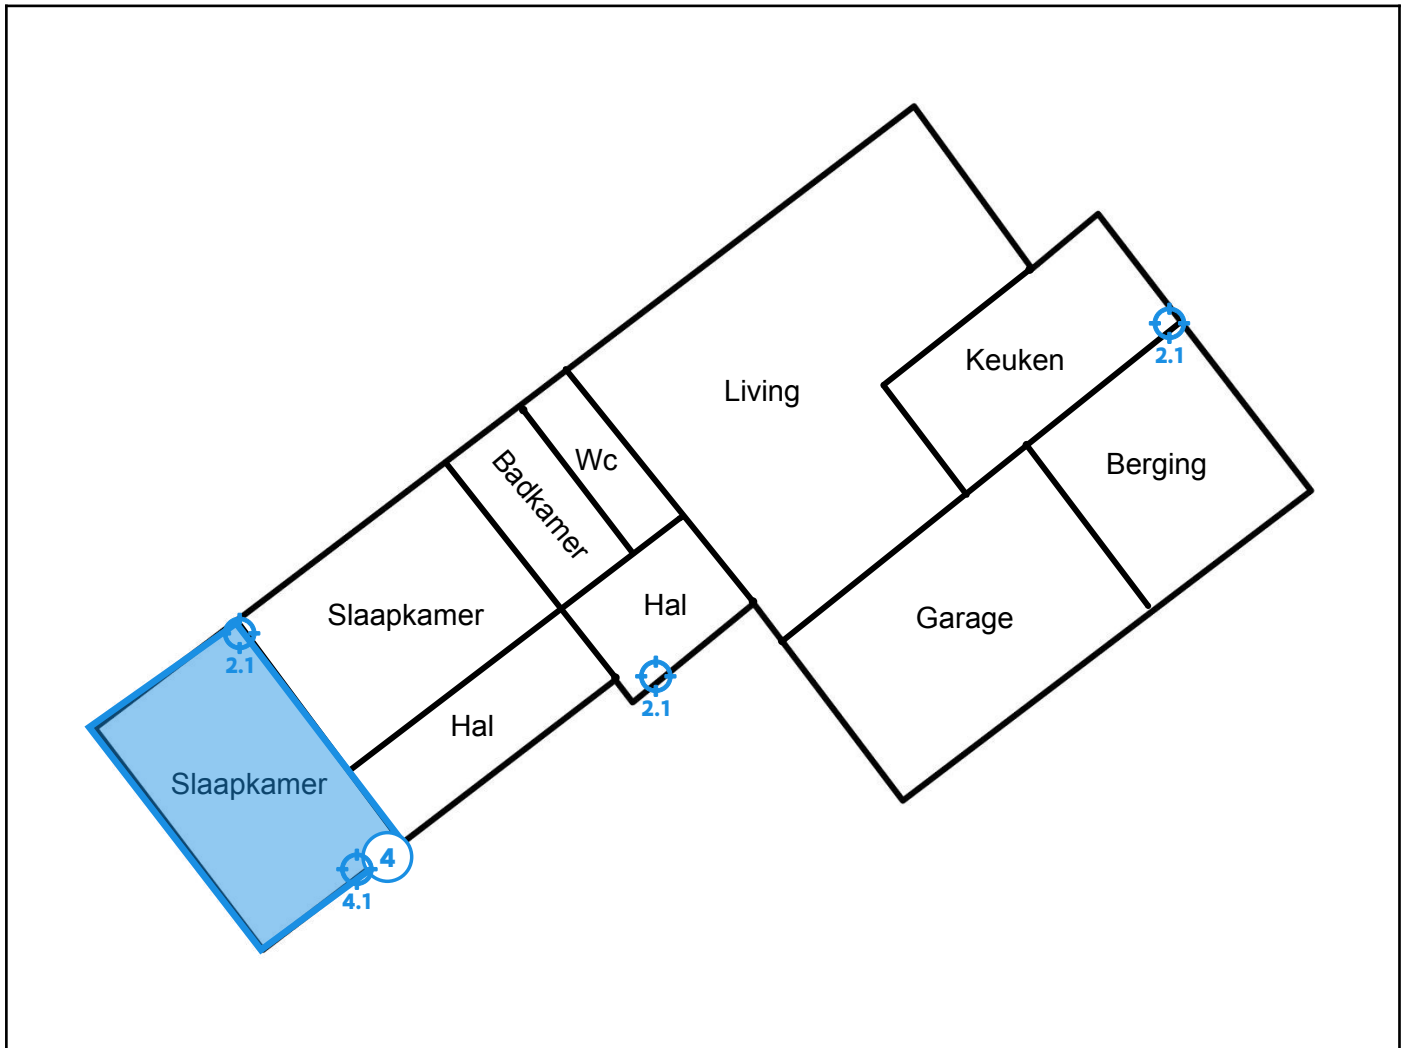 Living
Keuken
2.1
Wc
Badkamer
Berging
Slaapkamer
Hal
Garage
2.1
2.1
Hal
Slaapkamer
4
4.1